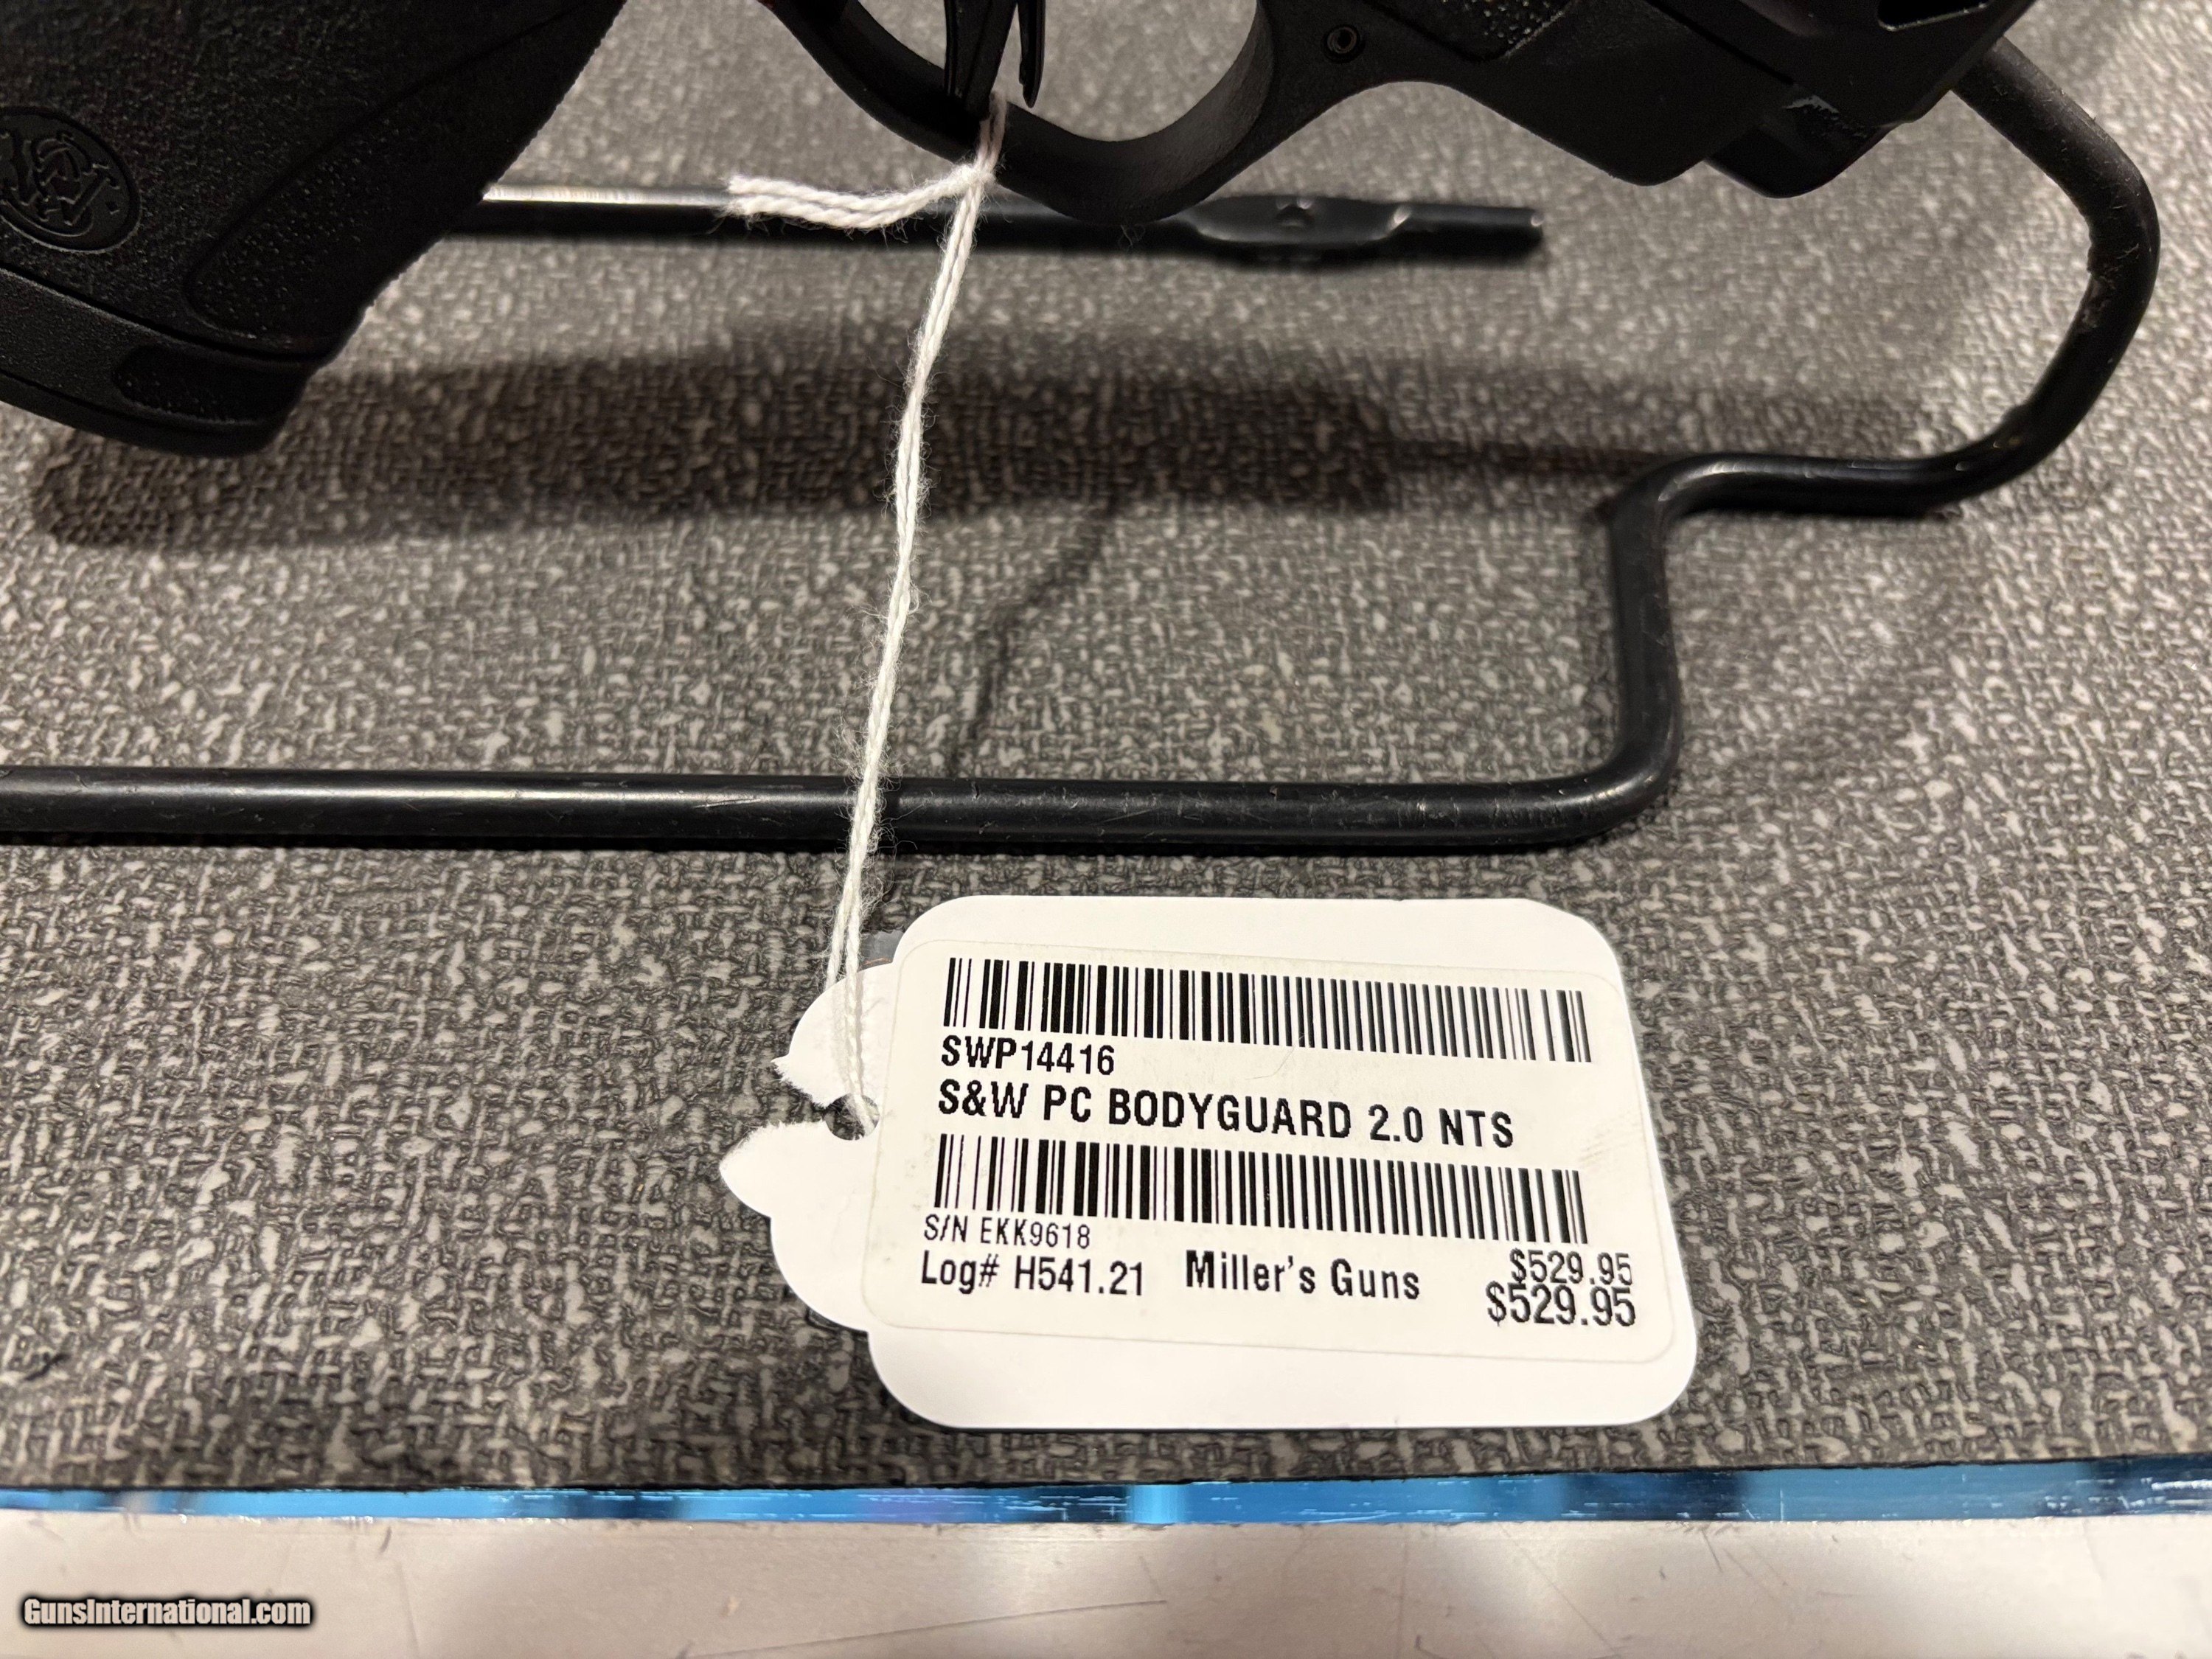 SWP14416
S&W PC BODYGUARD 2.0 NTS
S/N EKK9618
Log# H541.21 Miller's Guns $529.95
$529.95
GunsInternational.com